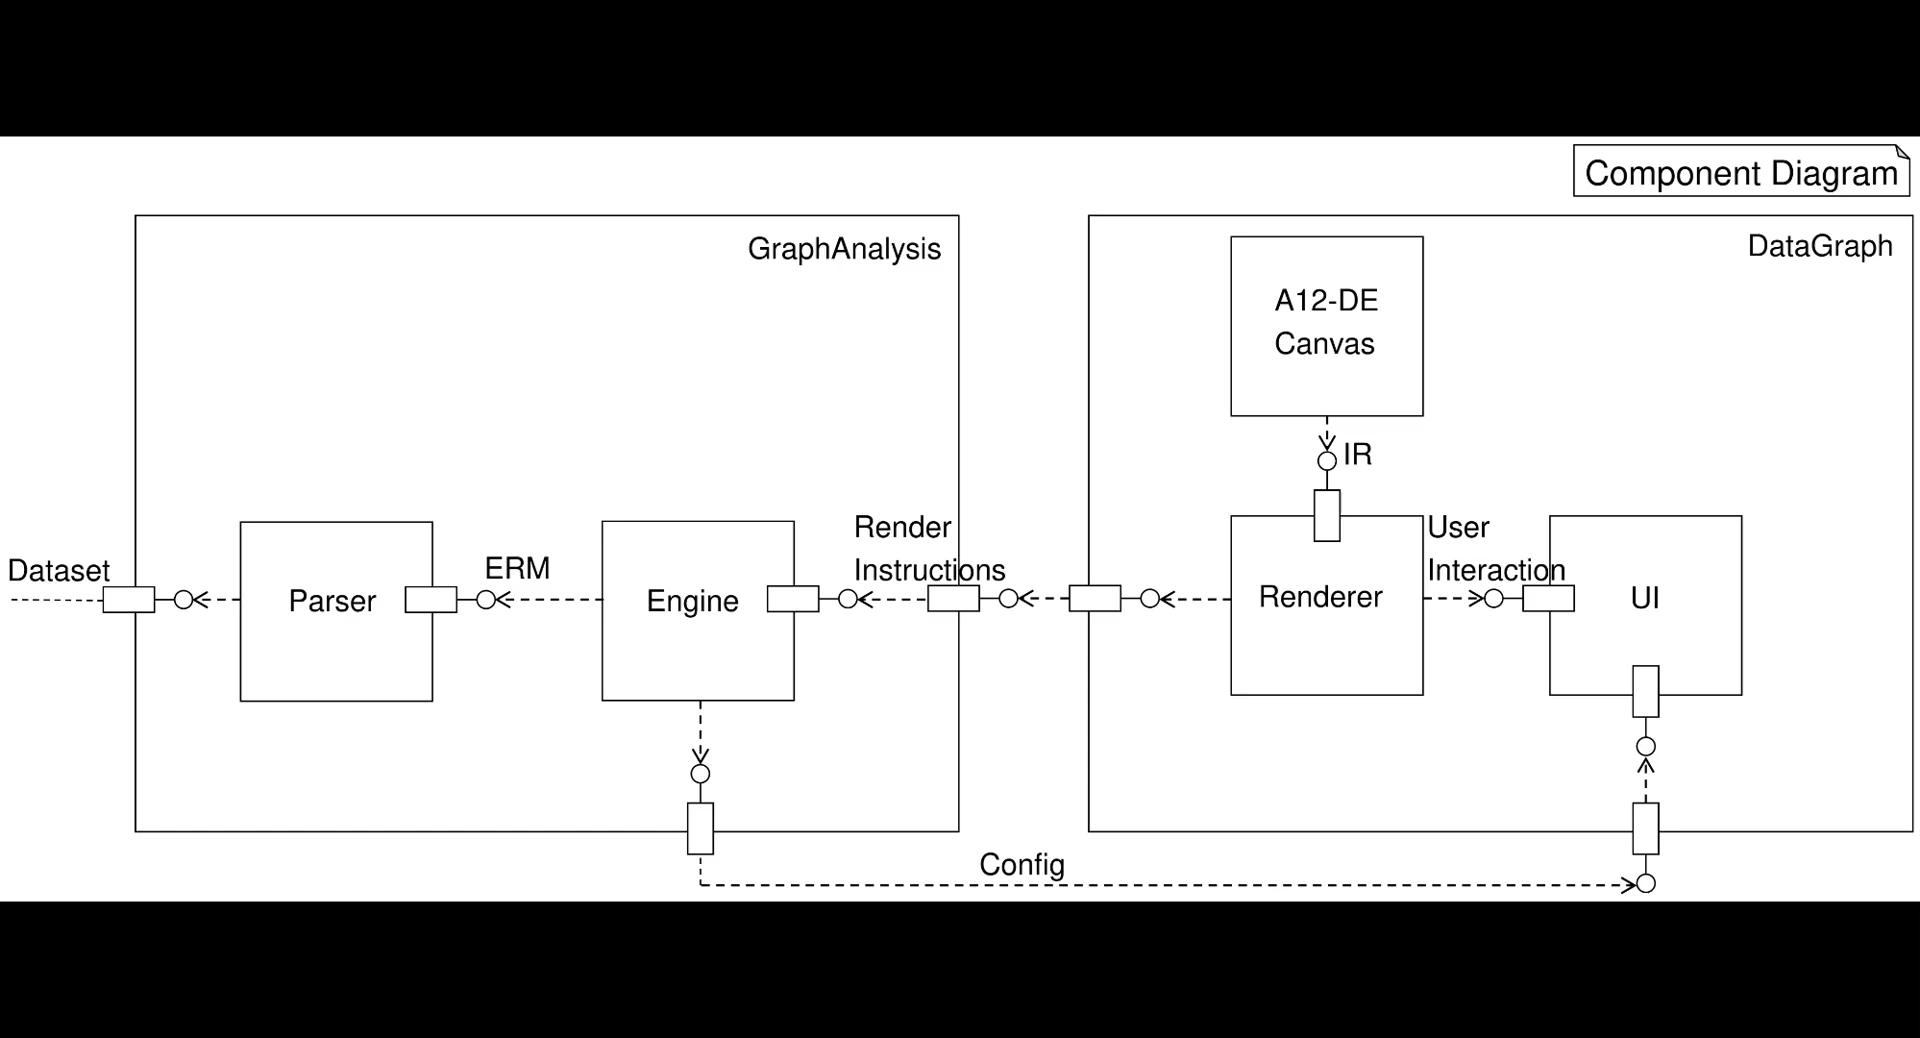 Component Diagram
GraphAnalysis
DataGraph
A12-DE
Canvas
IR
Render
Instructions
User
Interaction
Dataset
ERM
Parser
Engine
Renderer
UI
Config